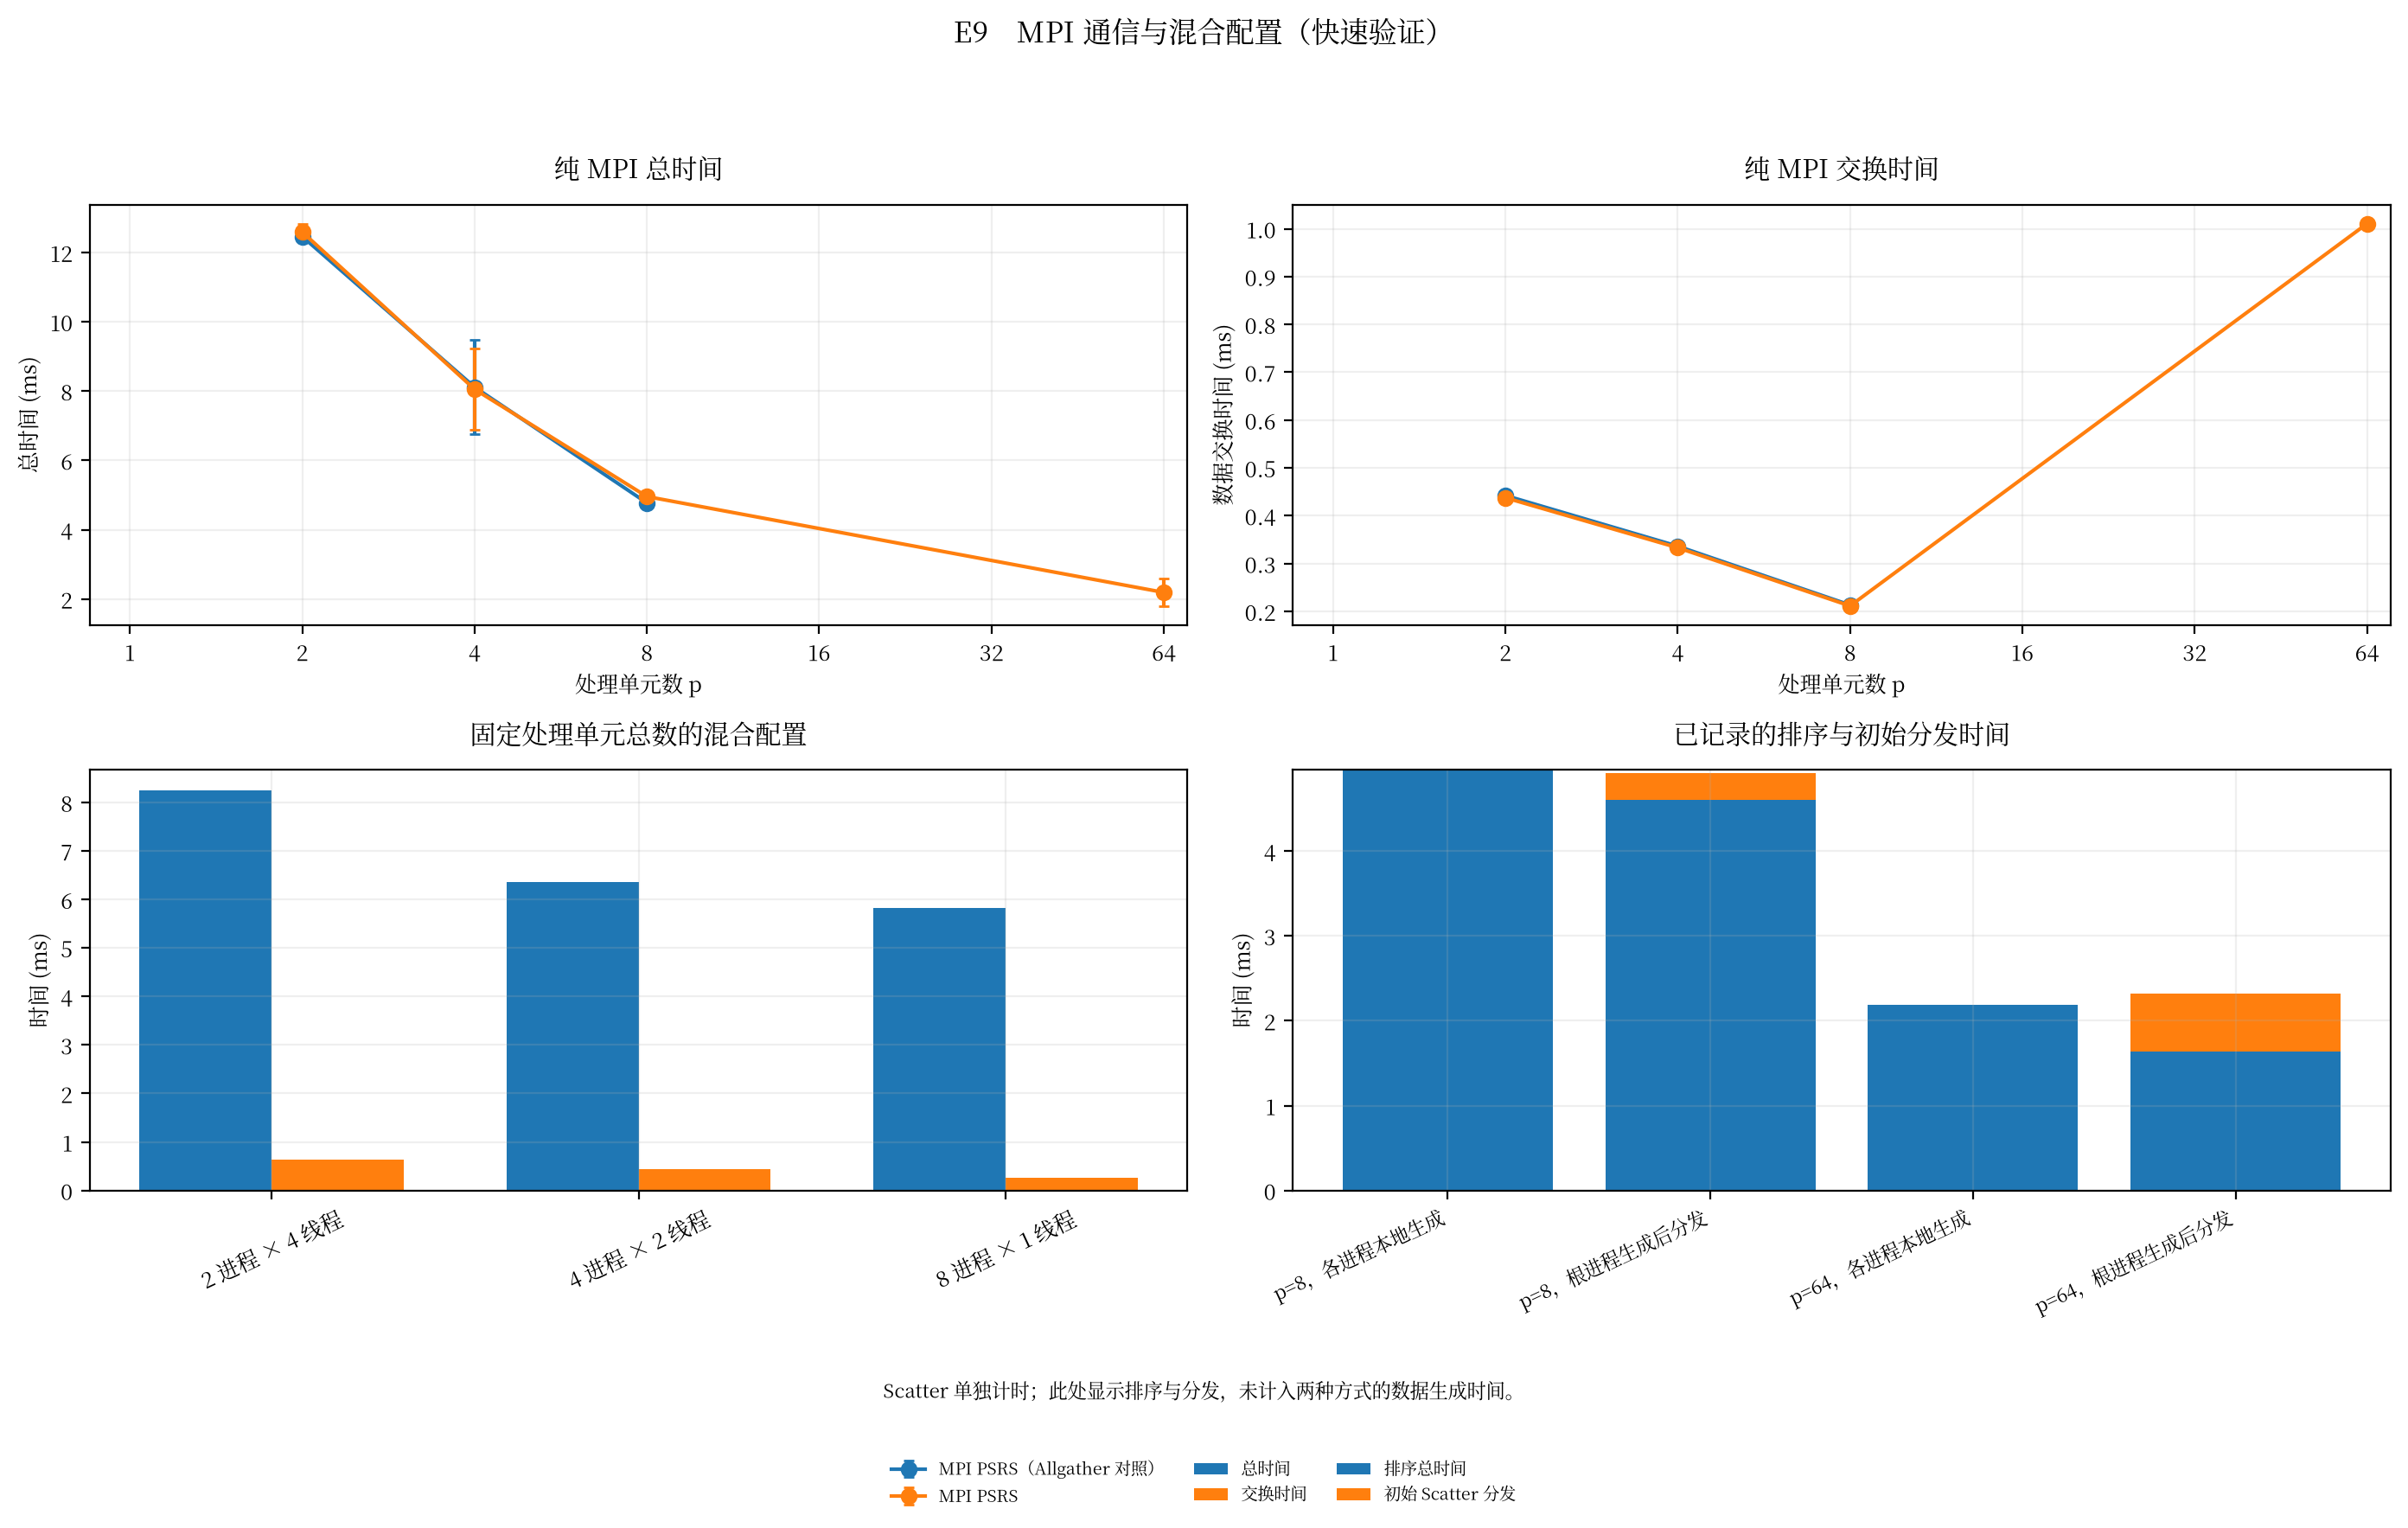 E9　MPI 通信与混合配置（快速验证）
纯 MPI 总时间
总时间 (ms)
12
10
8
6
4
2
1
2
4
8
16
32
64
处理单元数 p
纯 MPI 交换时间
数据交换时间 (ms)
1.0
0.9
0.8
0.7
0.6
0.5
0.4
0.3
0.2
1
2
4
8
16
32
64
处理单元数 p
固定处理单元总数的混合配置
时间 (ms)
8
7
6
5
4
3
2
1
0
2 进程 × 4 线程
4 进程 × 2 线程
8 进程 × 1 线程
已记录的排序与初始分发时间
时间 (ms)
4
3
2
1
0
p=8，各进程本地生成
p=8，根进程生成后分发
p=64，各进程本地生成
p=64，根进程生成后分发
Scatter 单独计时；此处显示排序与分发，未计入两种方式的数据生成时间。
MPI PSRS（Allgather 对照）
MPI PSRS
总时间
交换时间
排序总时间
初始 Scatter 分发